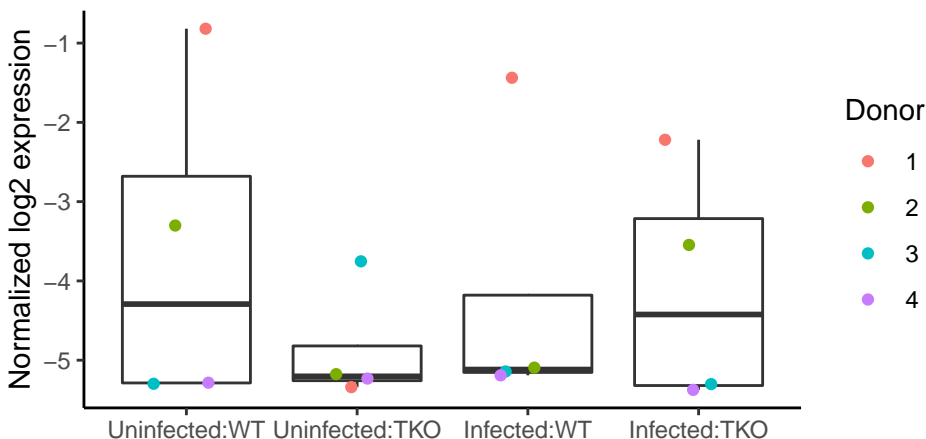 Normalized log2 expression
−1
−2
−3
−4
−5
Uninfected:WT
Uninfected:TKO
Infected:WT
Infected:TKO
Donor
1
2
3
4